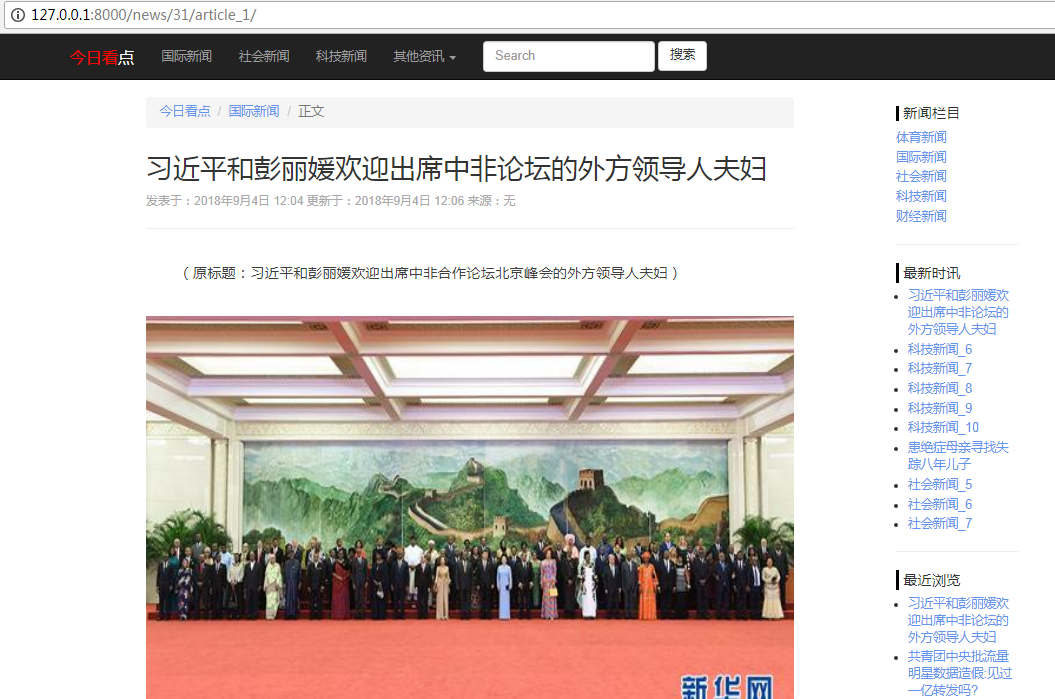 127.0.0.1:8000/news/31/article_1/
今日看点 国际新闻 社会新闻 科技新闻 其他资讯 Search 搜索
今日看点 / 国际新闻 / 正文
习近平和彭丽媛欢迎出席中非论坛的外方领导人夫妇
发表于：2018年9月4日 12:04 更新于：2018年9月4日 12:06 来源：无
（原标题：习近平和彭丽媛欢迎出席中非合作论坛北京峰会的外方领导人夫妇）
新华网
新闻栏目
体育新闻
国际新闻
社会新闻
科技新闻
财经新闻
最新时讯
习近平和彭丽媛欢
迎出席中非论坛的
外方领导人夫妇
科技新闻_6
科技新闻_7
科技新闻_8
科技新闻_9
科技新闻_10
患绝症母亲寻找失
踪八年儿子
社会新闻_5
社会新闻_6
社会新闻_7
最近浏览
习近平和彭丽媛欢
迎出席中非论坛的
外方领导人夫妇
共青团中央批流量
明星数据造假:见过
一亿转发吗?